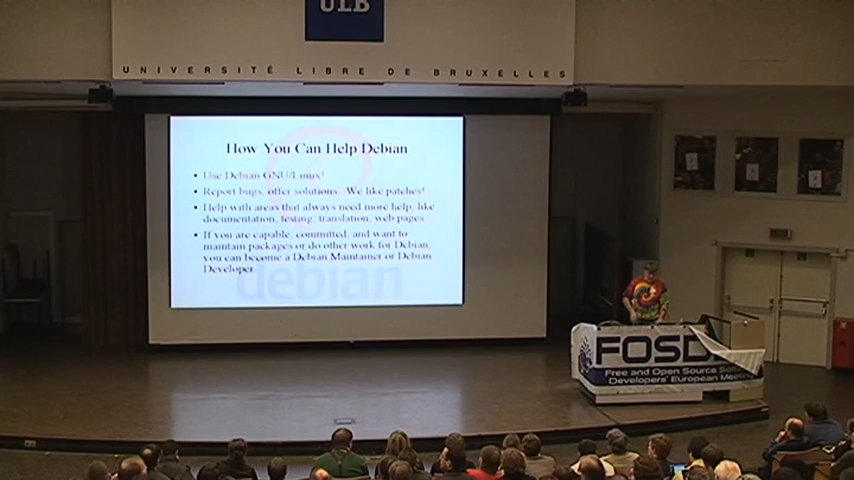 ULB
UNIVERSITÉ LIBRE DE BRUXELLES
How You Can Help Debian
• Use Debian GNU/Linux!
• Report bugs, offer solutions. We like patches!
• Help with areas that always need more help, like
documentation, testing, translation, web pages.
• If you are capable, committed, and want to
maintain packages or do other work for Debian,
you can become a Debian Maintainer or Debian
Developer
debian
FOSD
Free and Open Source Soft
Developers' European Meeting